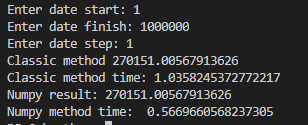 Enter date start: 1
Enter date finish: 1000000
Enter date step: 1
Classic method 270151.00567913626
Classic method time: 1.0358245372772217
Numpy result: 270151.00567913626
Numpy method time:  0.5669660568237305